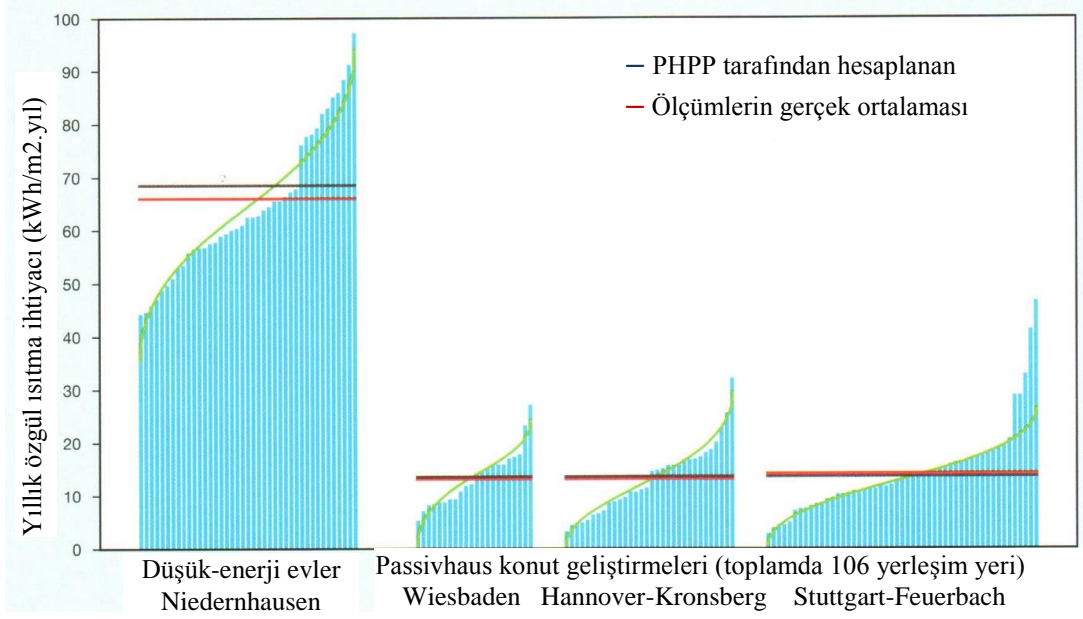 Yıllık özgül ısıtma ihtiyacı (kWh/m2.yıl)
100
90
80
70
60
50
40
30
20
10
0
PHPP tarafından hesaplanan
Ölçümlerin gerçek ortalaması
Düşük-enerji evler
Niedernhausen
Passivhaus konut geliştirmeleri (toplamda 106 yerleşim yeri)
Wiesbaden Hannover-Kronsberg Stuttgart-Feuerbach